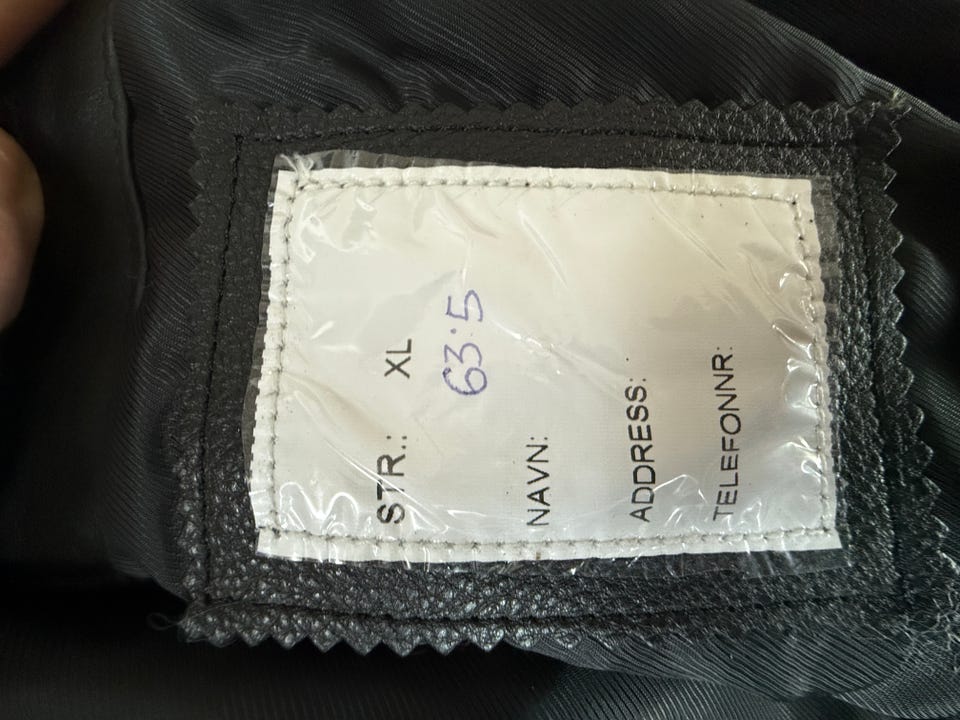 STR.: XL
63:5
NAVN:
ADDRESS:
TELEFONNR: